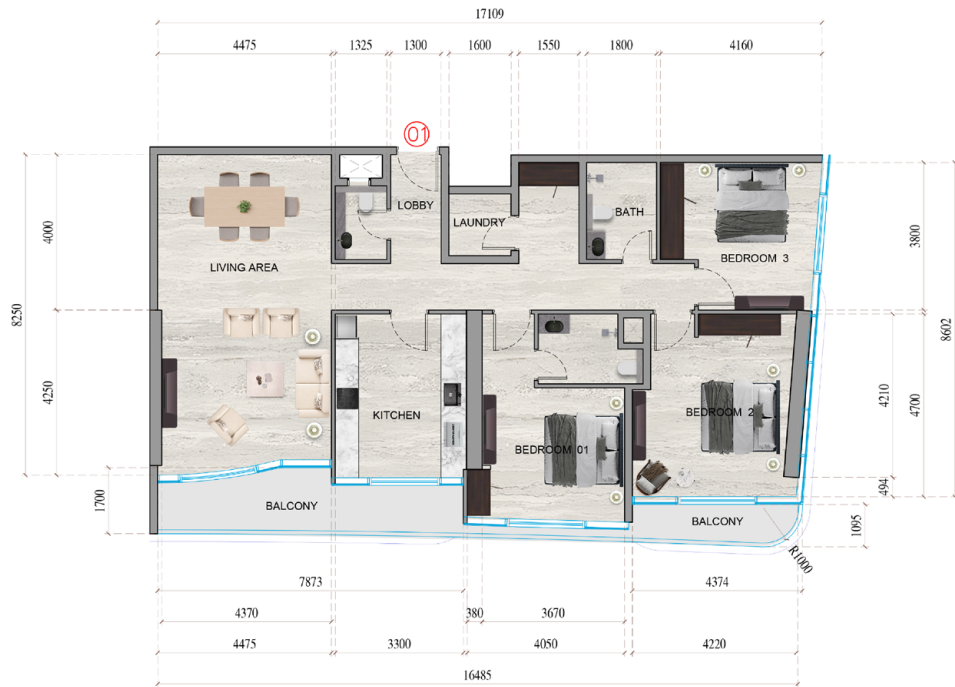 17109
4475 1325 1300 1600 1550 1800 4160
01
LOBBY
LAUNDRY
BATH
BEDROOM 3
LIVING AREA
4000
3800
8250
8602
4250
4210
4700
KITCHEN
BEDROOM 01
BEDROOM 2
494
1700
BALCONY
BALCONY
1095
R1000
7873 4374
4370 380 3670
4475 3300 4050 4220
16485